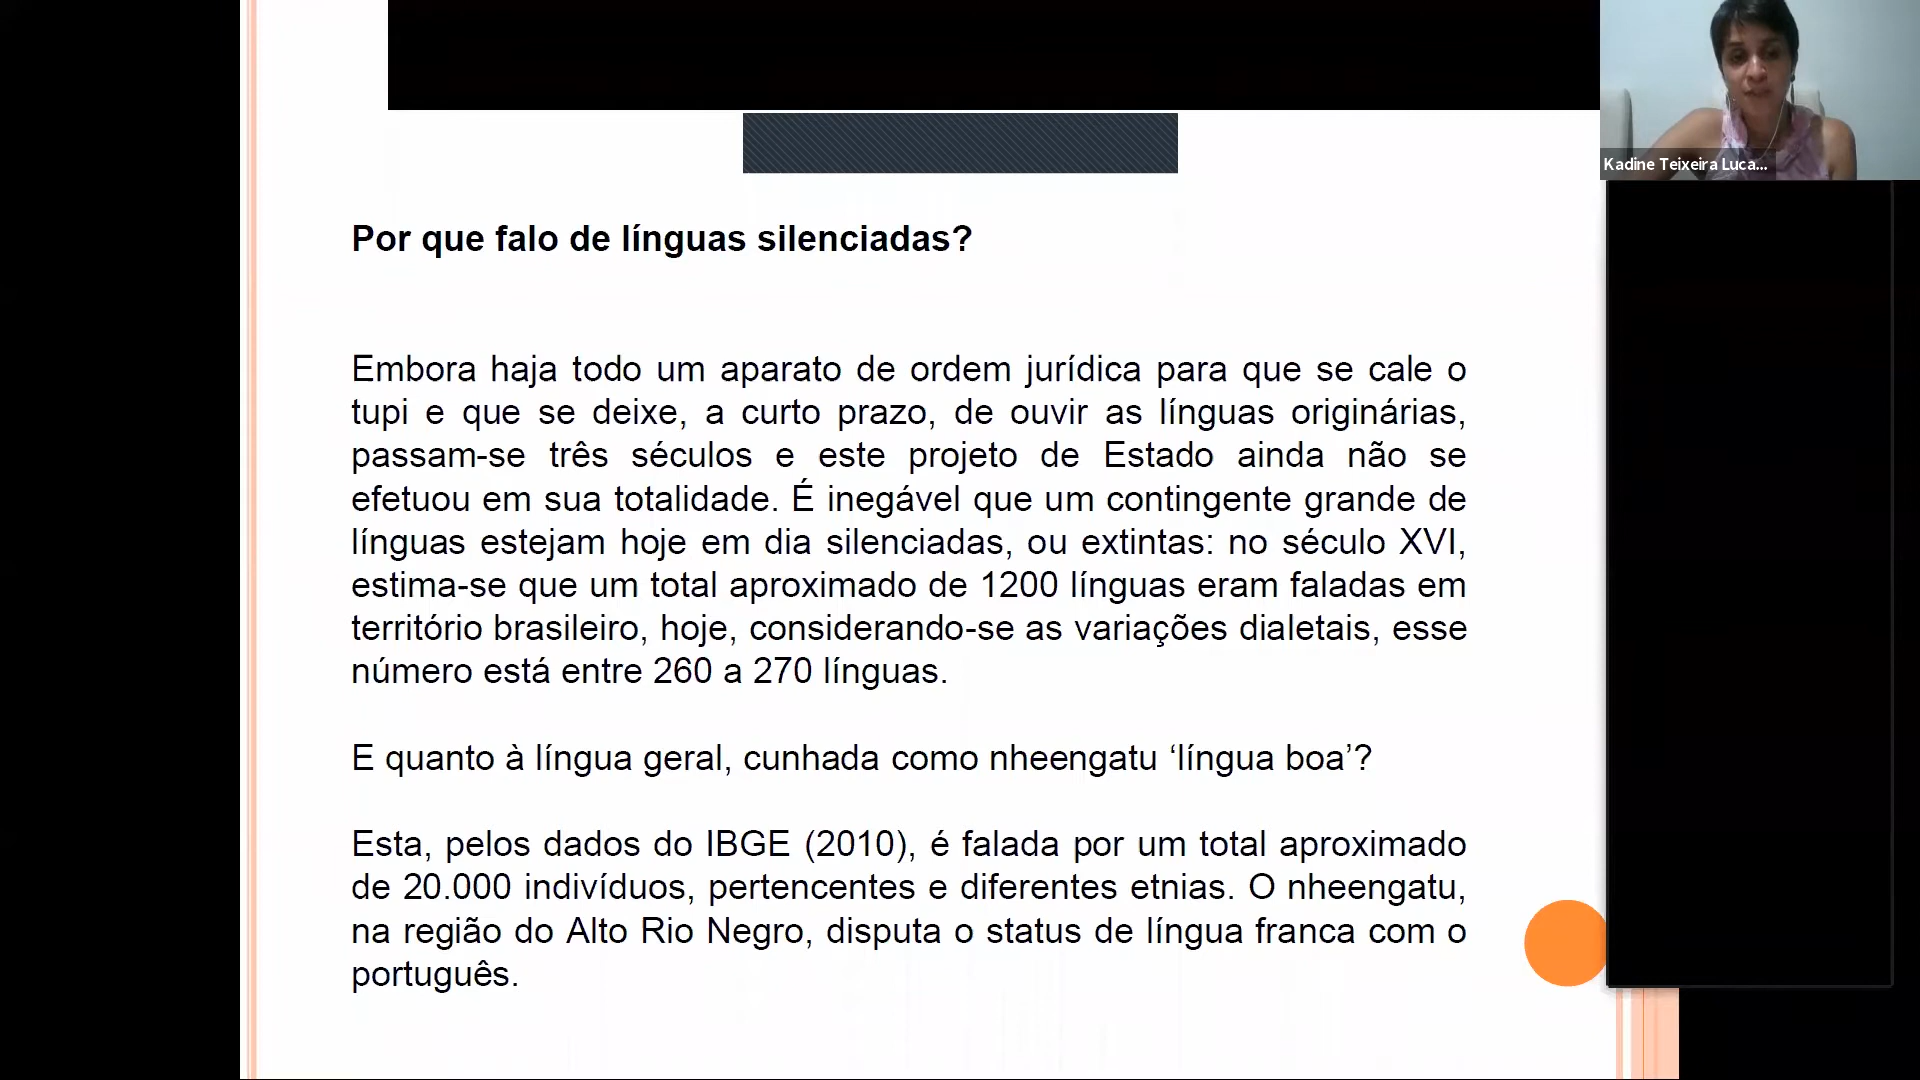 Kadine Teixeira Luca...
Por que falo de línguas silenciadas?
Embora haja todo um aparato de ordem jurídica para que se cale o
tupi e que se deixe, a curto prazo, de ouvir as línguas originárias,
passam-se três séculos e este projeto de Estado ainda não se
efetuou em sua totalidade. É inegável que um contingente grande de
línguas estejam hoje em dia silenciadas, ou extintas: no século XVI,
estima-se que um total aproximado de 1200 línguas eram faladas em
território brasileiro, hoje, considerando-se as variações dialetais, esse
número está entre 260 a 270 línguas.
E quanto à língua geral, cunhada como nheengatu ‘língua boa’?
Esta, pelos dados do IBGE (2010), é falada por um total aproximado
de 20.000 indivíduos, pertencentes e diferentes etnias. O nheengatu,
na região do Alto Rio Negro, disputa o status de língua franca com o
português.